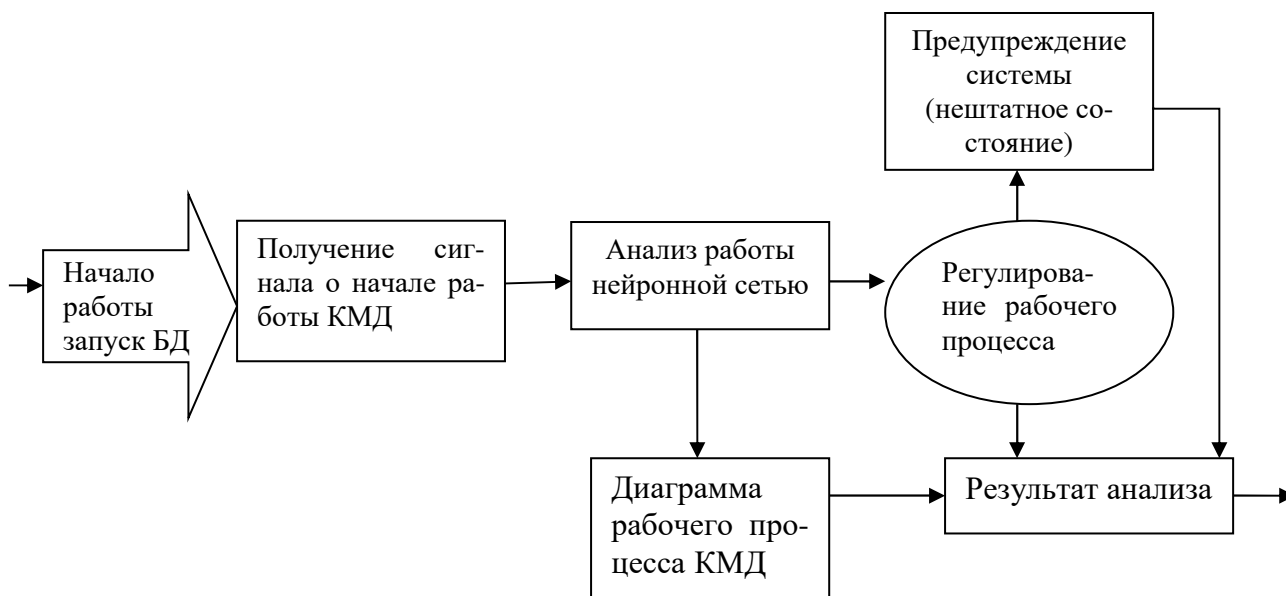 Предупреждение
системы
(нештатное со-
стояние)
Начало
работы
запуск БД
Получение сиг-
нала о начале ра-
боты КМД
Анализ работы
нейронной сетью
Регулирова-
ние рабочего
процесса
Диаграмма
рабочего про-
цесса КМД
Результат анализа